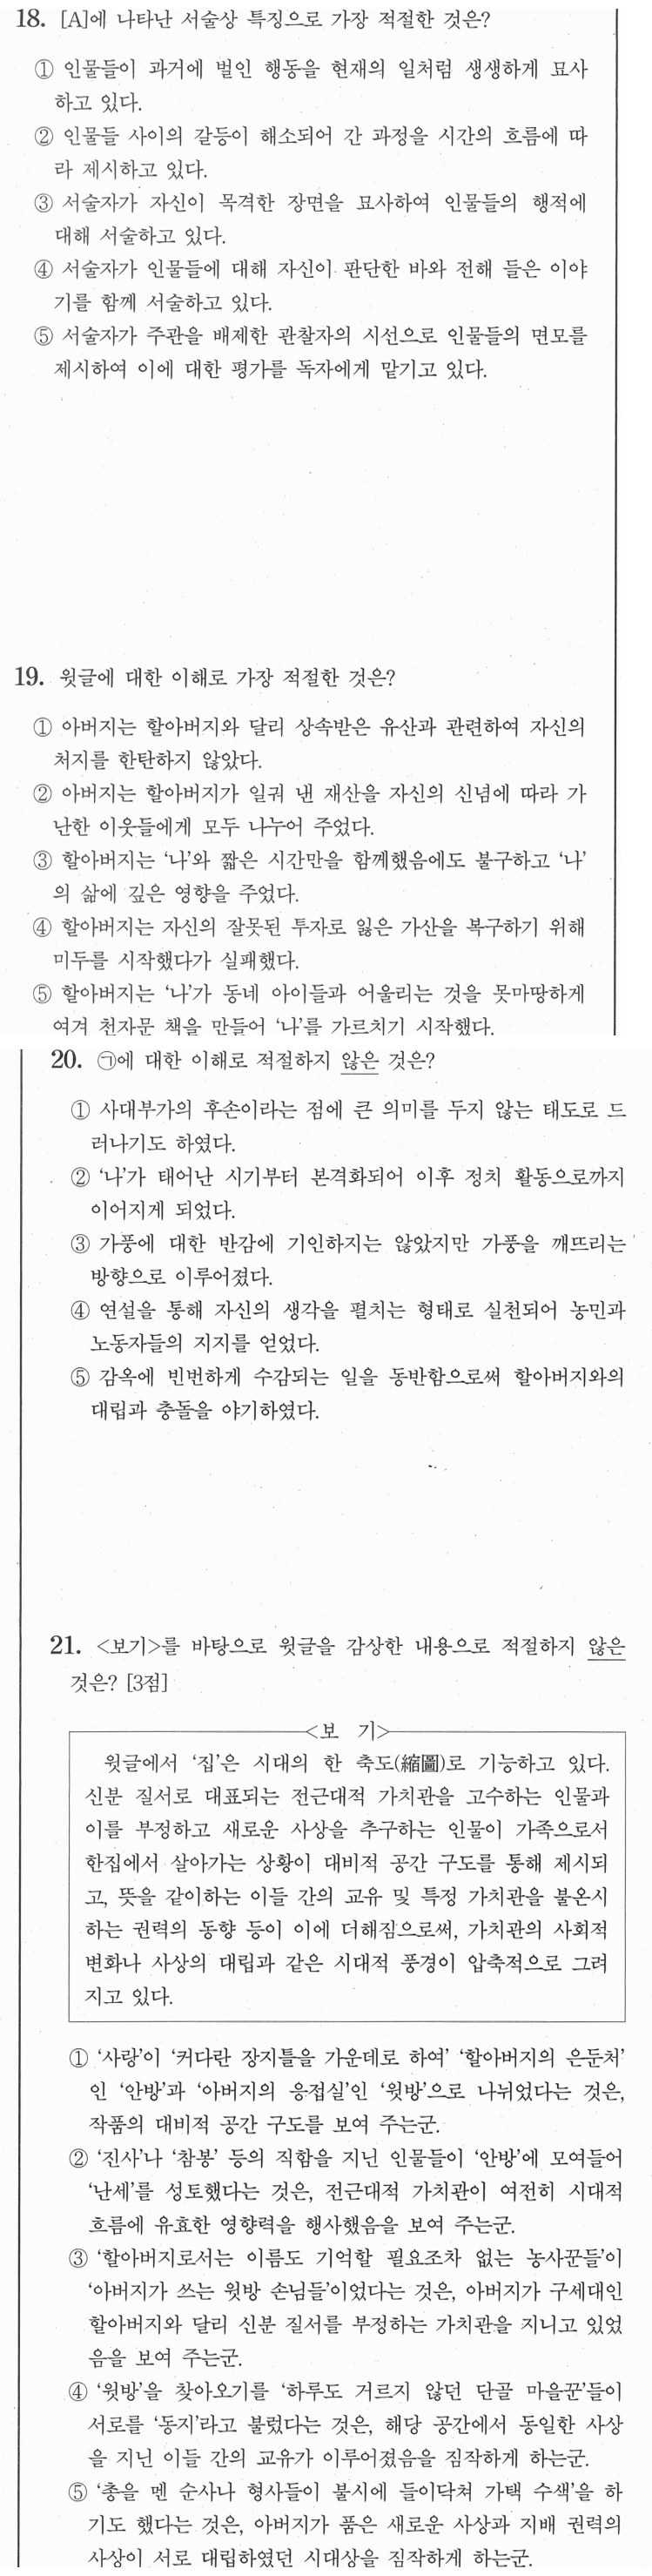 18. [A]에 나타난 서술상 특징으로 가장 적절한 것은?
① 인물들이 과거에 벌인 행동을 현재의 일처럼 생생하게 묘사
하고 있다.
② 인물들 사이의 갈등이 해소되어 간 과정을 시간의 흐름에 따
라 제시하고 있다.
③ 서술자가 자신이 목격한 장면을 묘사하여 인물들의 행적에
대해 서술하고 있다.
④ 서술자가 인물들에 대해 자신이 판단한 바와 전해 들은 이야
기를 함께 서술하고 있다.
⑤ 서술자가 주관을 배제한 관찰자의 시선으로 인물들의 면모를
제시하여 이에 대한 평가를 독자에게 맡기고 있다.
19. 윗글에 대한 이해로 가장 적절한 것은?
① 아버지는 할아버지와 달리 상속받은 유산과 관련하여 자신의
처지를 한탄하지 않았다.
② 아버지는 할아버지가 일궈 낸 재산을 자신의 신념에 따라 가
난한 이웃들에게 모두 나누어 주었다.
③ 할아버지는 ‘나’와 짧은 시간만을 함께했음에도 불구하고 ‘나’
의 삶에 깊은 영향을 주었다.
④ 할아버지는 자신의 잘못된 투자로 잃은 가산을 복구하기 위해
미두를 시작했다가 실패했다.
⑤ 할아버지는 ‘나’가 동네 아이들과 어울리는 것을 못마땅하게
여겨 천자문 책을 만들어 ‘나’를 가르치기 시작했다.
20. ㉠에 대한 이해로 적절하지 않은 것은?
① 사대부가의 후손이라는 점에 큰 의미를 두지 않는 태도로 드
러나기도 하였다.
② ‘나’가 태어난 시기부터 본격화되어 이후 정치 활동으로까지
이어지게 되었다.
③ 가풍에 대한 반감에 기인하지는 않았지만 가풍을 깨뜨리는
방향으로 이루어졌다.
④ 연설을 통해 자신의 생각을 펼치는 형태로 실천되어 농민과
노동자들의 지지를 얻었다.
⑤ 감옥에 빈번하게 수감되는 일을 동반함으로써 할아버지와의
대립과 충돌을 야기하였다.
21. <보기>를 바탕으로 윗글을 감상한 내용으로 적절하지 않은
것은? [3점]
<보 기>
윗글에서 ‘집’은 시대의 한 축도(縮圖)로 기능하고 있다.
신분 질서로 대표되는 전근대적 가치관을 고수하는 인물과
이를 부정하고 새로운 사상을 추구하는 인물이 가족으로서
한집에서 살아가는 상황이 대비적 공간 구도를 통해 제시되
고, 뜻을 같이하는 이들 간의 교유 및 특정 가치관을 불온시
하는 권력의 동향 등이 이에 더해짐으로써, 가치관의 사회적
변화나 사상의 대립과 같은 시대적 풍경이 압축적으로 그려
지고 있다.
① ‘사랑’이 ‘커다란 장지틀을 가운데로 하여’ ‘할아버지의 은둔처’
인 ‘안방’과 ‘아버지의 응접실’인 ‘윗방’으로 나뉘었다는 것은,
작품의 대비적 공간 구도를 보여 주는군.
② ‘진사’나 ‘참봉’ 등의 직함을 지닌 인물들이 ‘안방’에 모여들어
‘난세’를 성토했다는 것은, 전근대적 가치관이 여전히 시대적
흐름에 유효한 영향력을 행사했음을 보여 주는군.
③ ‘할아버지로서는 이름도 기억할 필요조차 없는 농사꾼들’이
‘아버지가 쓰는 윗방 손님들’이었다는 것은, 아버지가 구세대인
할아버지와 달리 신분 질서를 부정하는 가치관을 지니고 있었
음을 보여 주는군.
④ ‘윗방’을 찾아오기를 ‘하루도 거르지 않던 단골 마을꾼’들이
서로를 ‘동지’라고 불렀다는 것은, 해당 공간에서 동일한 사상
을 지닌 이들 간의 교유가 이루어졌음을 짐작하게 하는군.
⑤ ‘총을 멘 순사나 형사들이 불시에 들이닥쳐 가택 수색’을 하
기도 했다는 것은, 아버지가 품은 새로운 사상과 지배 권력의
사상이 서로 대립하였던 시대상을 짐작하게 하는군.